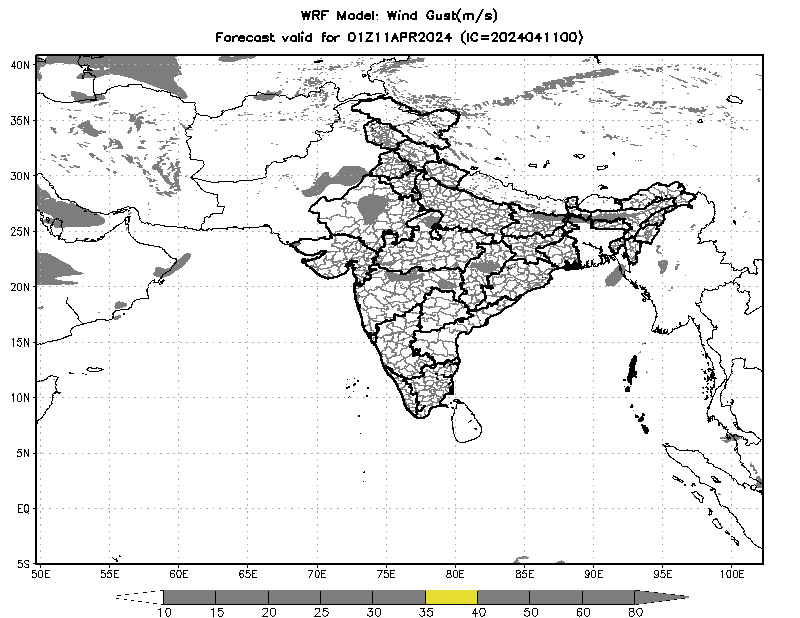 WRF Model: Wind Gust(m/s)
Forecast valid for 01Z11APR2024 (IC=2024041100)
40N
35N
30N
25N
20N
15N
10N
5N
EQ
5S
50E 55E 60E 65E 70E 75E 80E 85E 90E 95E 100E
10 15 20 25 30 35 40 50 60 80